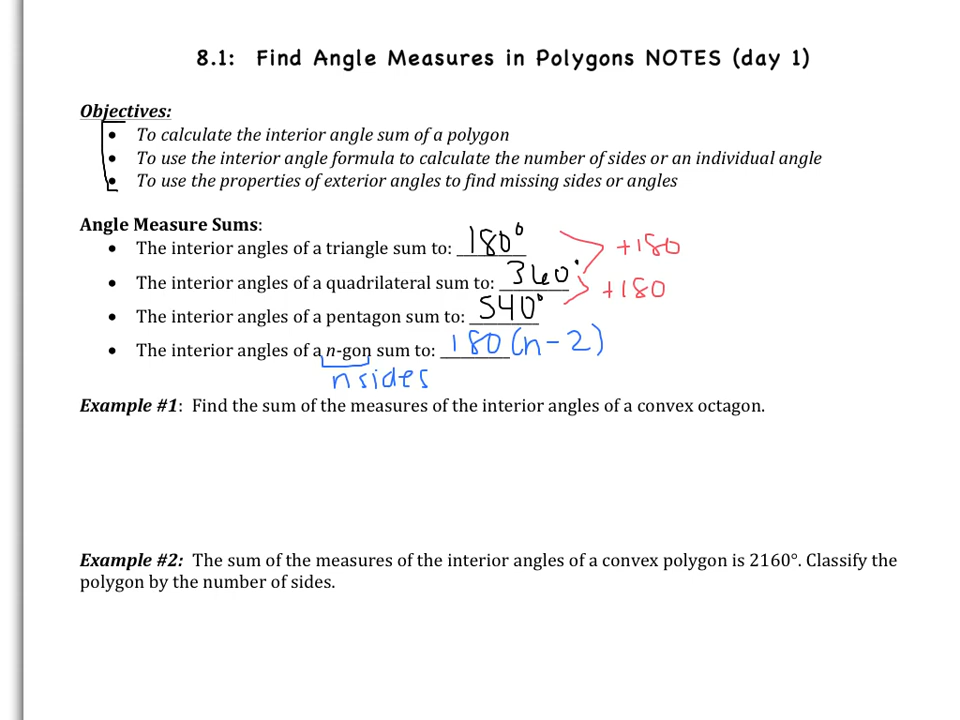 8.1: Find Angle Measures in Polygons NOTES (day 1)
Objectives:
• To calculate the interior angle sum of a polygon
• To use the interior angle formula to calculate the number of sides or an individual angle
• To use the properties of exterior angles to find missing sides or angles
Angle Measure Sums:
• The interior angles of a triangle sum to: 180°
+180
• The interior angles of a quadrilateral sum to: 360°
+180
• The interior angles of a pentagon sum to: 540°
• The interior angles of a n-gon sum to: 180(n-2)
n sides
Example #1: Find the sum of the measures of the interior angles of a convex octagon.
Example #2: The sum of the measures of the interior angles of a convex polygon is 2160°. Classify the
polygon by the number of sides.